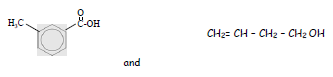 O
H₃C
C-OH
CH₂= CH - CH₂ - CH₂ OH
and